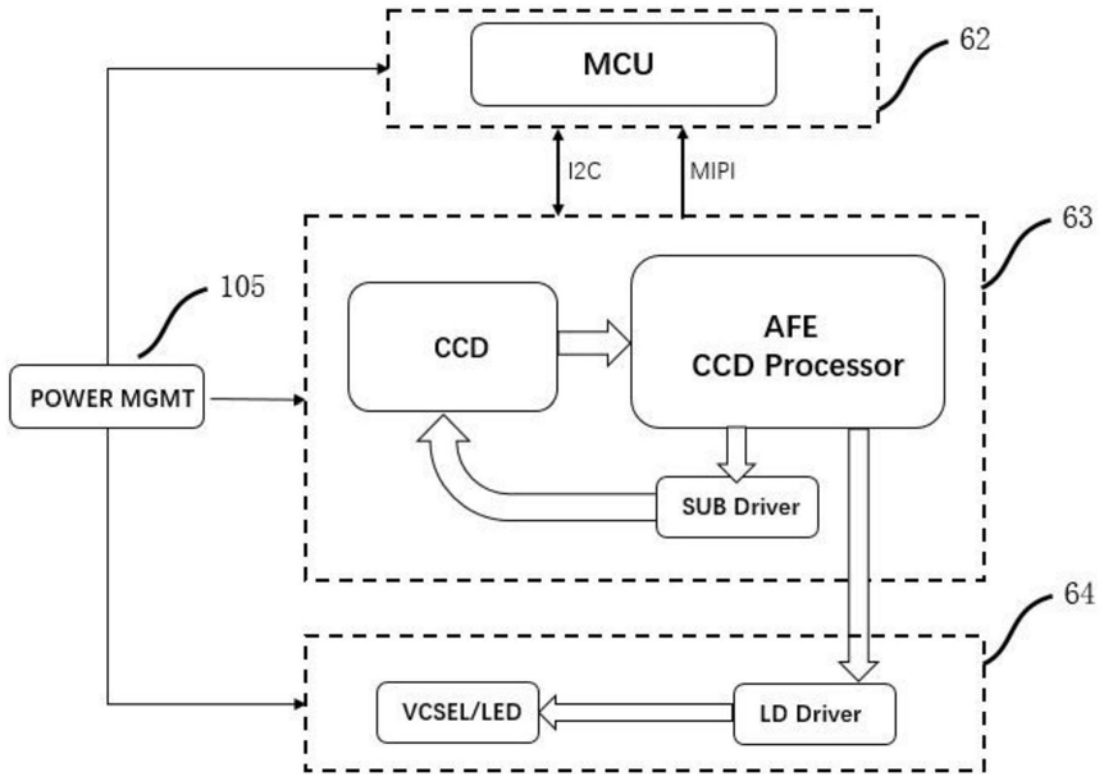 MCU
62
I2C
MIPI
63
105
CCD
AFE
CCD Processor
POWER MGMT
SUB Driver
64
VCSEL/LED
LD Driver